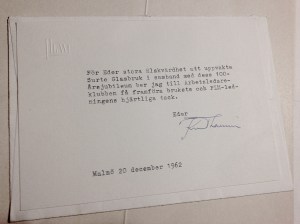 För Eder stora älskvärdhet att uppvakta
Surte Glasbruk i samband med dess 100-
årsjubileum ber jag till Arbetsledare-
klubben få framföra brukets och PLM-led-
ningens hjärtliga tack.
Eder
Malmö 20 december 1962